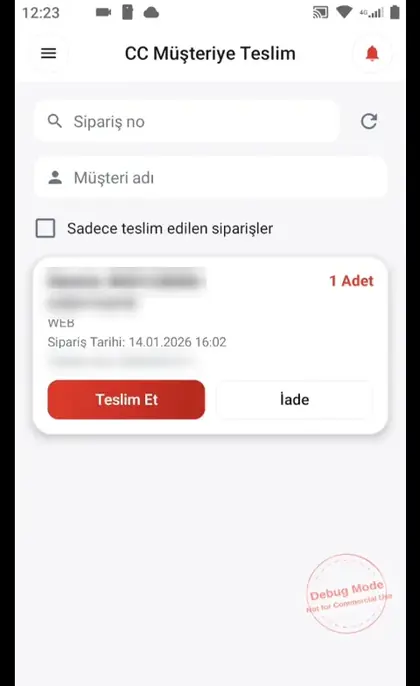 12:23
4G
CC Müşteriye Teslim
Sipariş no
Müşteri adı
Sadece teslim edilen siparişler
1 Adet
WEB
Sipariş Tarihi: 14.01.2026 16:02
Teslim Et
İade
Debug Mode
Not for Commercial Use